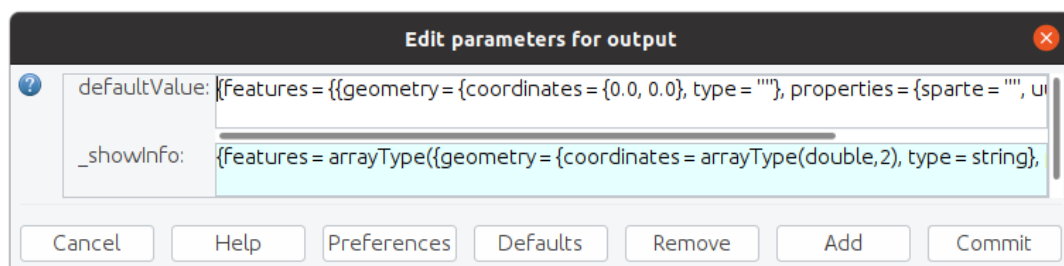 Edit parameters for output
defaultValue: {features = {{geometry = {coordinates = {0.0, 0.0}, type = ""}, properties = {sparte = "",
_showInfo: {features = arrayType({geometry = {coordinates = arrayType(double,2), type = string},
Cancel Help Preferences Defaults Remove Add Commit